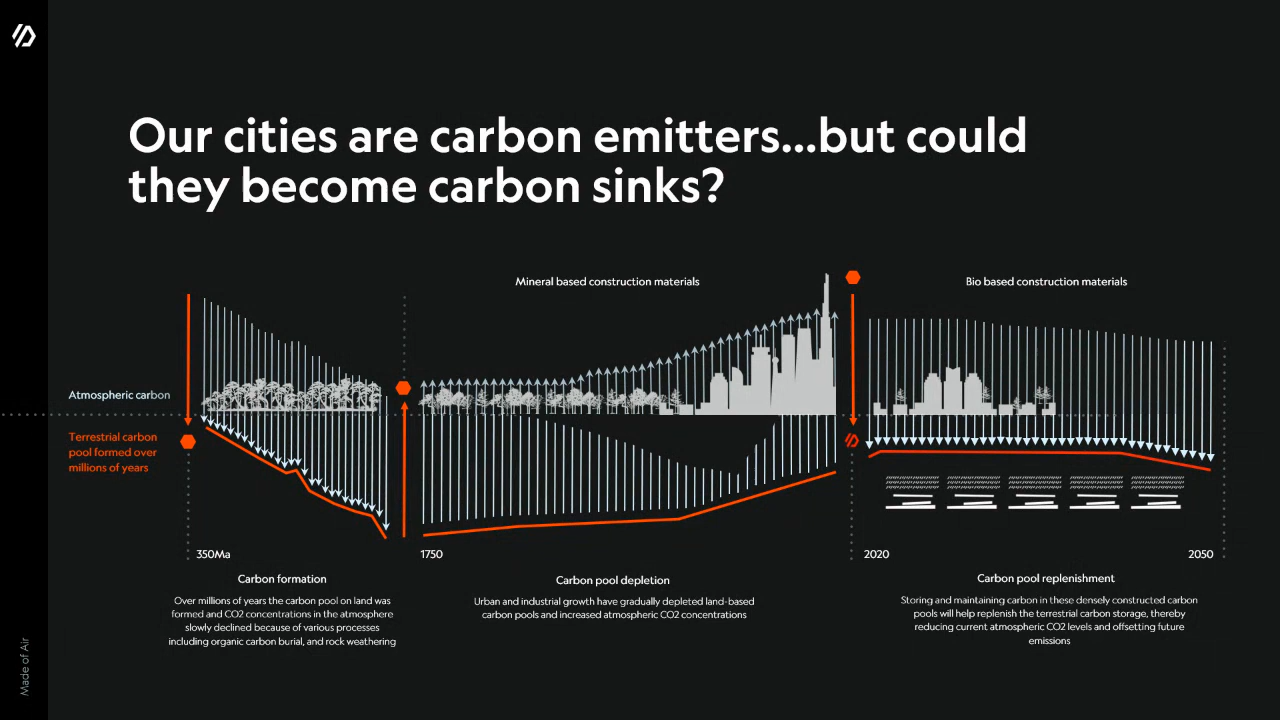 Our cities are carbon emitters...but could
they become carbon sinks?
Mineral based construction materials
Bio based construction materials
Atmospheric carbon
Terrestrial carbon
pool formed over
millions of years
350Ma
1750
2020
2050
Carbon formation
Over millions of years the carbon pool on land was
formed and CO2 concentrations in the atmosphere
slowly declined because of various processes
including organic carbon burial, and rock weathering
Carbon pool depletion
Urban and industrial growth have gradually depleted land-based
carbon pools and increased atmospheric CO2 concentrations
Carbon pool replenishment
Storing and maintaining carbon in these densely constructed carbon
pools will help replenish the terrestrial carbon storage, thereby
reducing current atmospheric CO2 levels and offsetting future
emissions
Made of Air